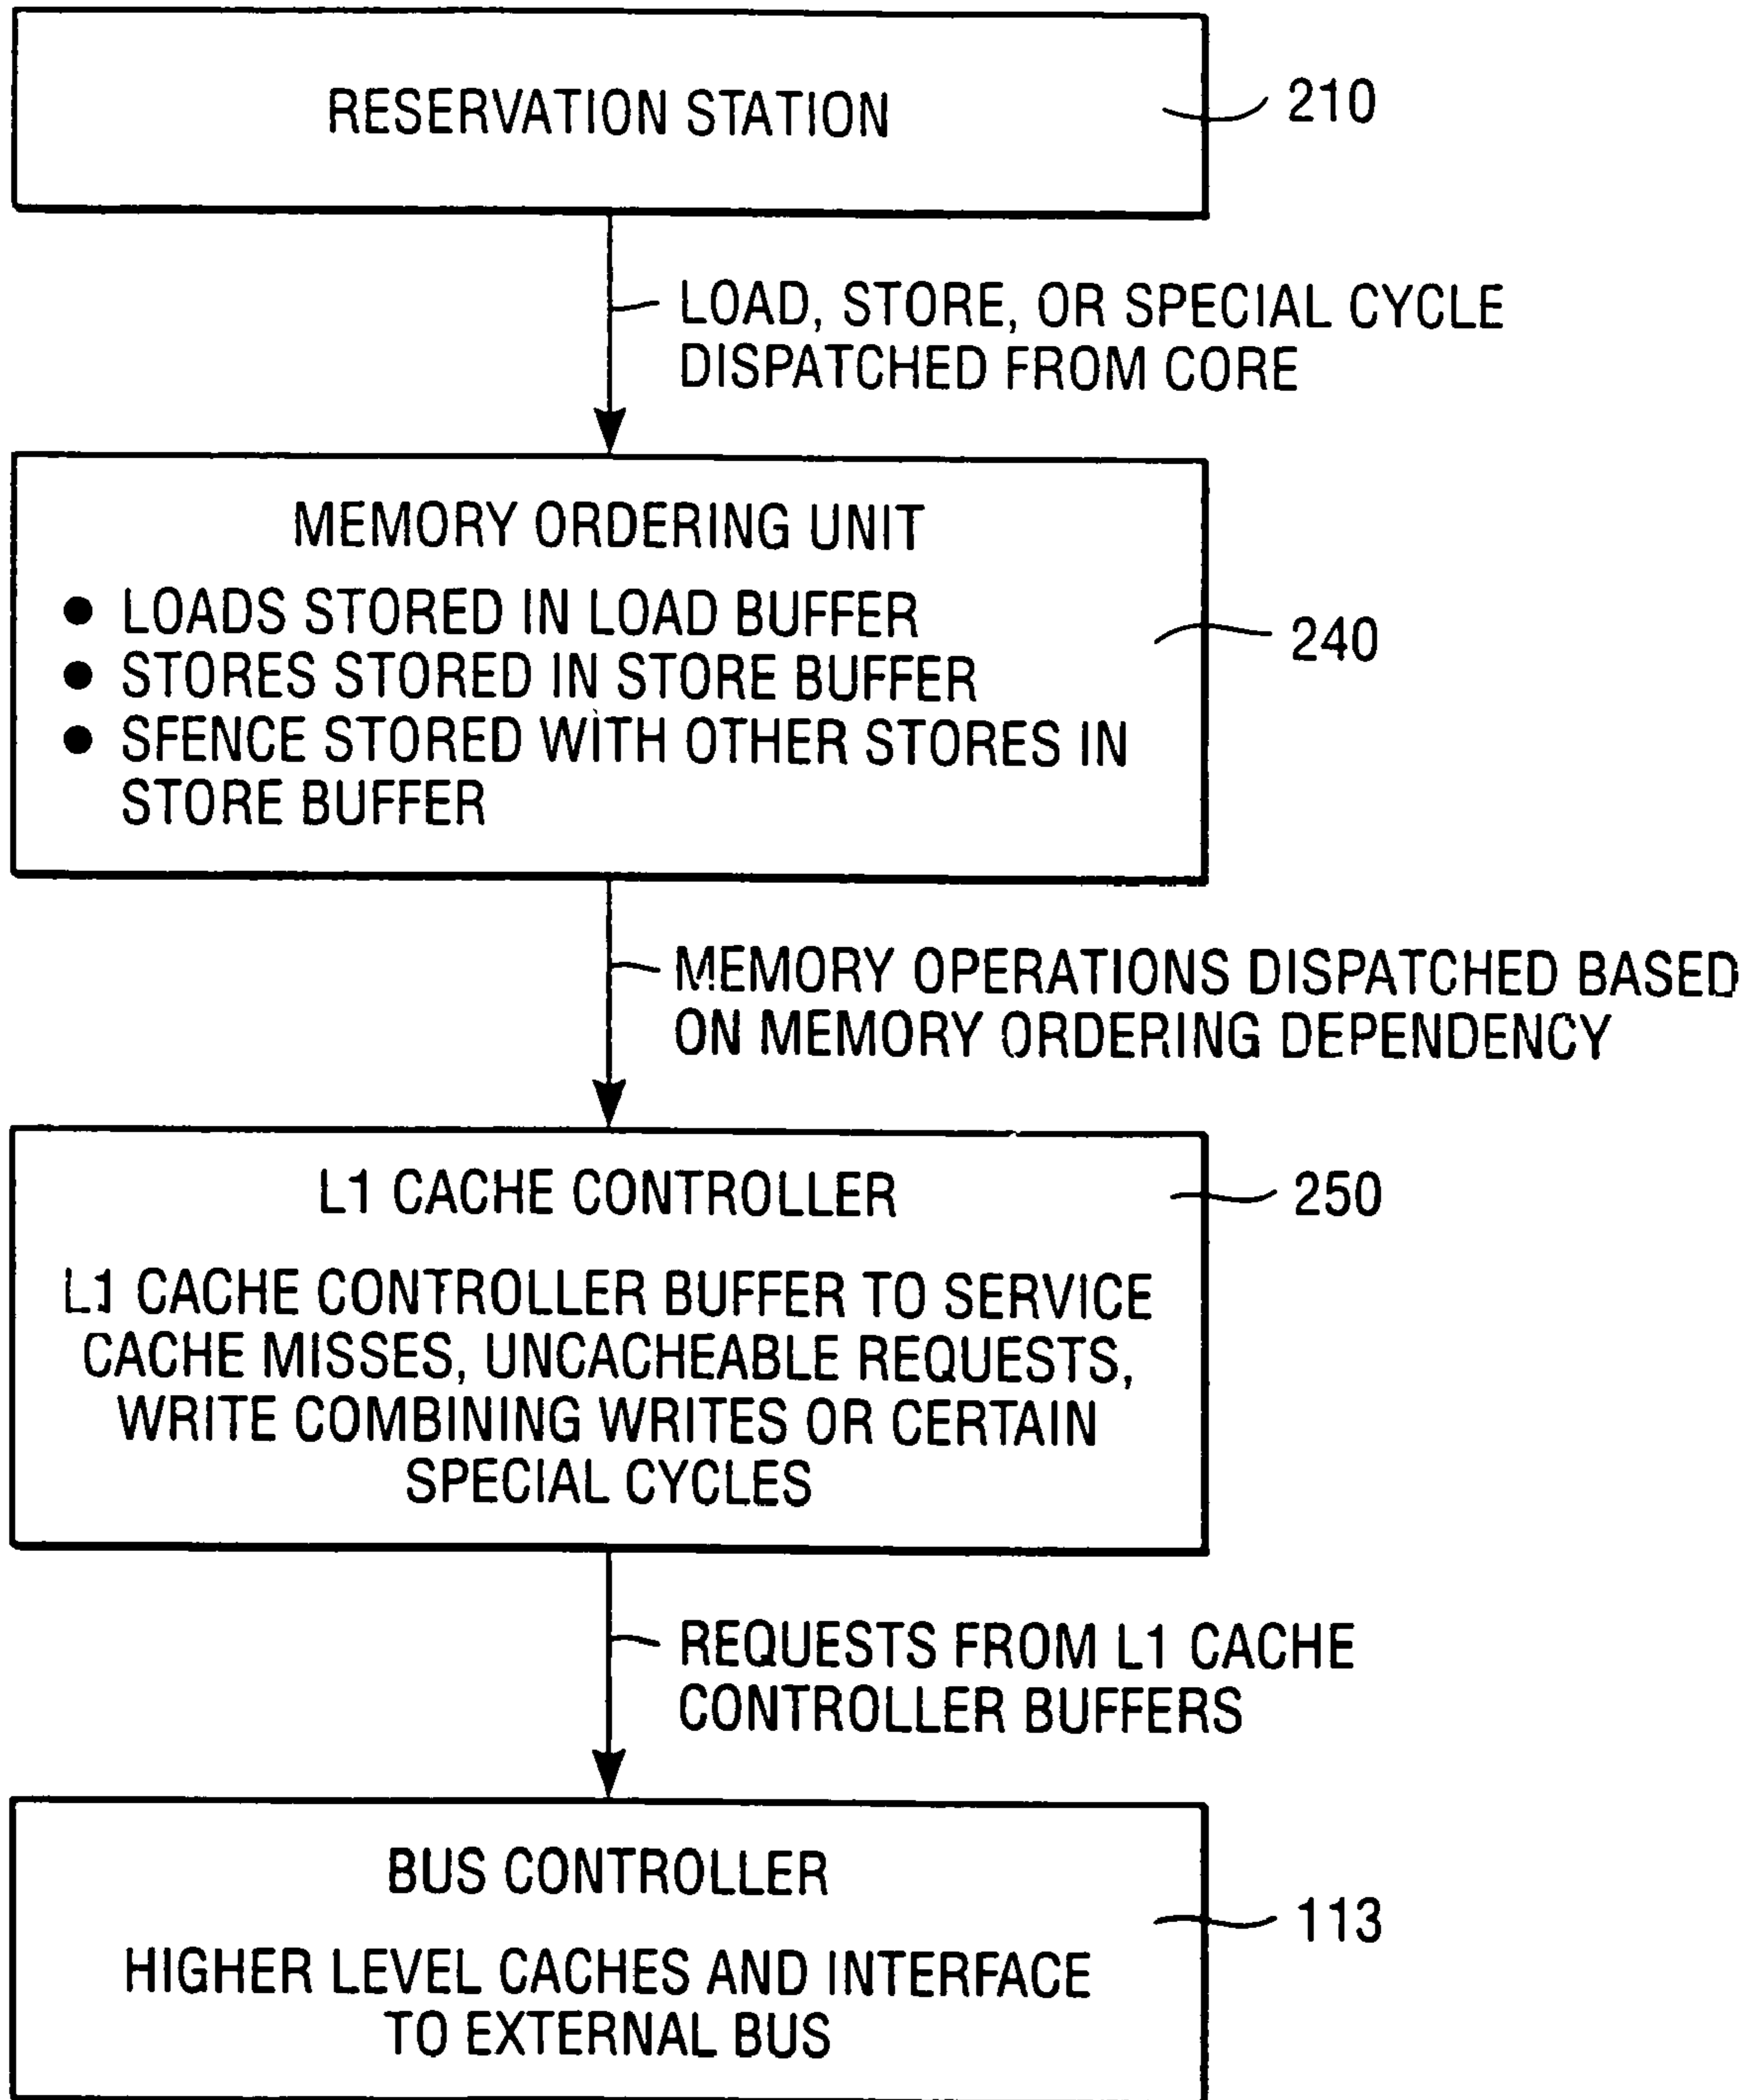 RESERVATION STATION
210
LOAD, STORE, OR SPECIAL CYCLE
DISPATCHED FROM CORE
MEMORY ORDERING UNIT
● LOADS STORED IN LOAD BUFFER
● STORES STORED IN STORE BUFFER
● SFENCE STORED WITH OTHER STORES IN
STORE BUFFER
240
MEMORY OPERATIONS DISPATCHED BASED
ON MEMORY ORDERING DEPENDENCY
L1 CACHE CONTROLLER
250
L1 CACHE CONTROLLER BUFFER TO SERVICE
CACHE MISSES, UNCACHEABLE REQUESTS,
WRITE COMBINING WRITES OR CERTAIN
SPECIAL CYCLES
REQUESTS FROM L1 CACHE
CONTROLLER BUFFERS
BUS CONTROLLER
113
HIGHER LEVEL CACHES AND INTERFACE
TO EXTERNAL BUS